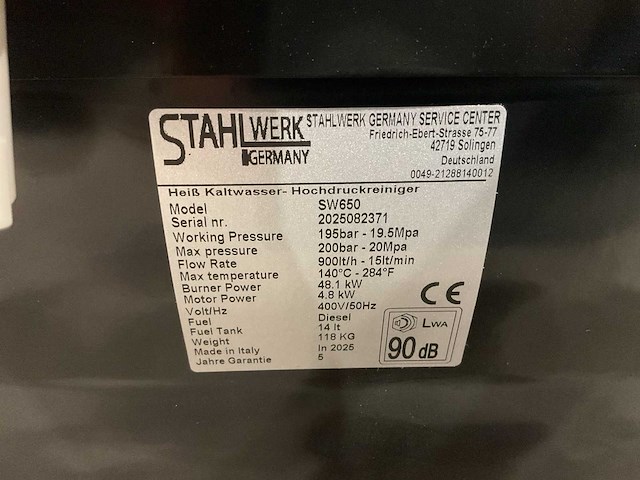 STAHLWERK
GERMANY
STAHLWERK GERMANY SERVICE CENTER
Friedrich-Ebert-Strasse 75-77
42719 Solingen
Deutschland
0049-21288140012
Heiß Kaltwasser- Hochdruckreiniger
Model SW650
Serial nr. 2025082371
Working Pressure 195bar - 19.5Mpa
Max pressure 200bar - 20Mpa
Flow Rate 900lt/h - 15lt/min
Max temperature 140°C - 284°F
Burner Power 48.1 kW
Motor Power 4.8 kW
Volt/Hz 400V/50Hz
Fuel Diesel
Fuel Tank 14 lt
Weight 118 KG
Made in Italy In 2025
Jahre Garantie 5
CE
LWA
90 dB